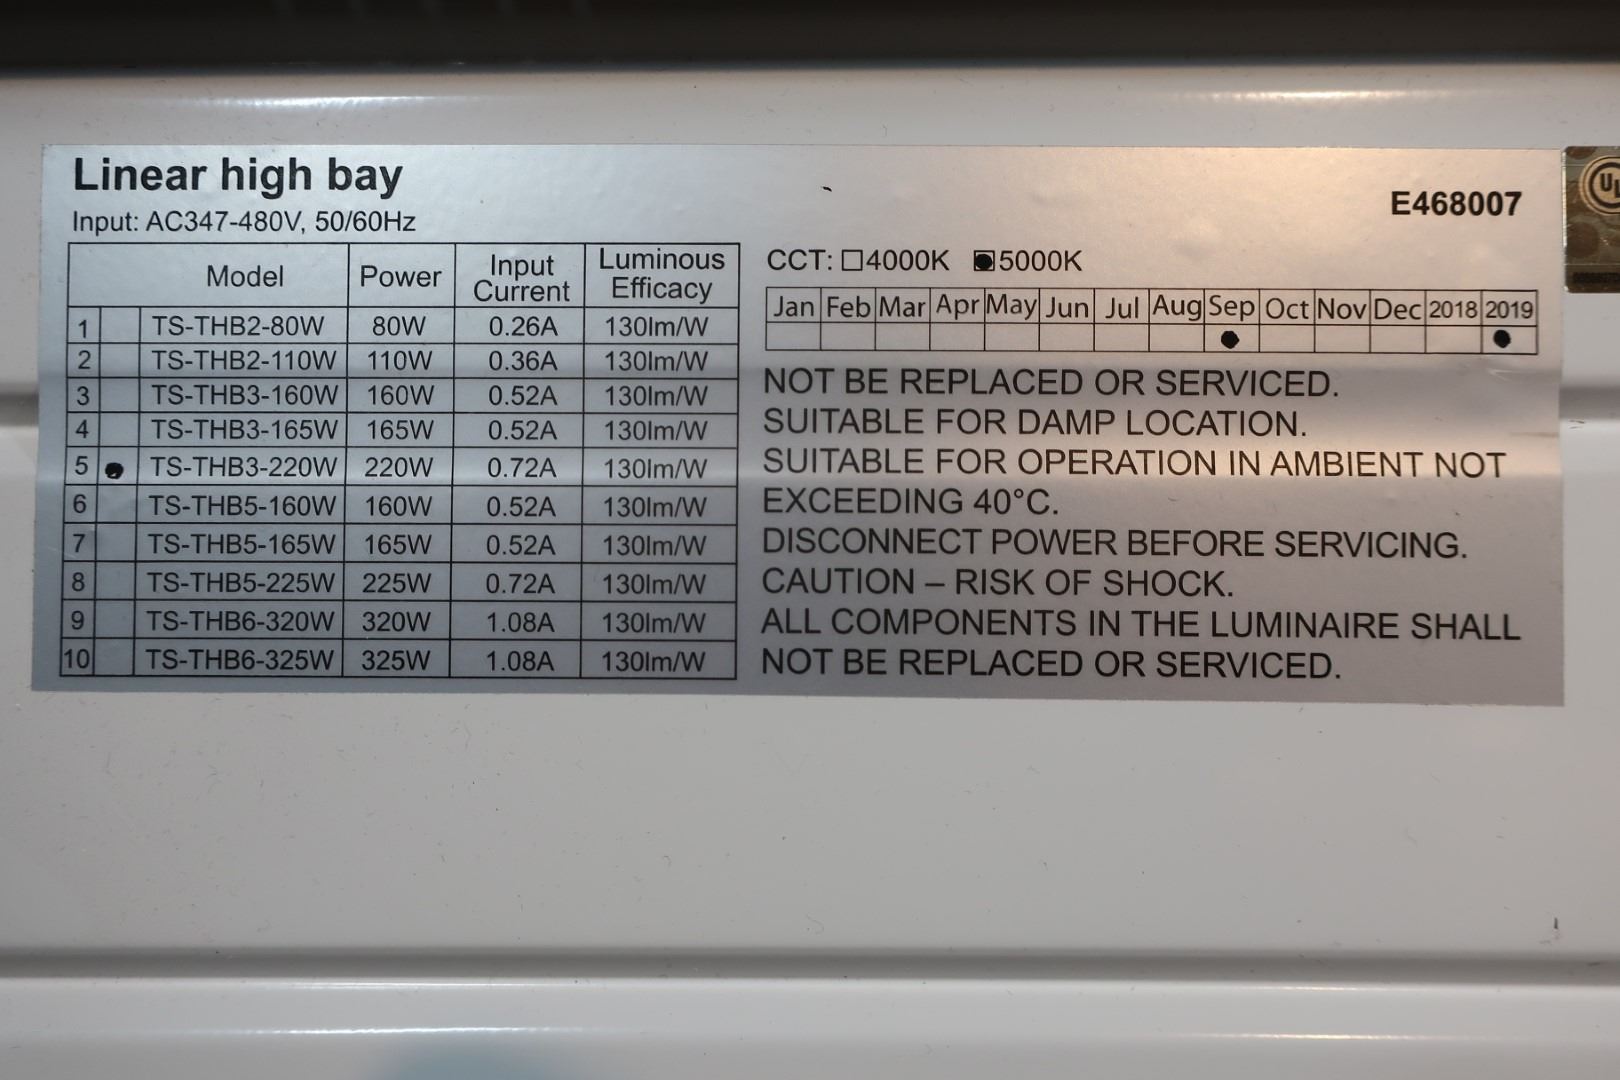 Linear high bay
Input: AC347-480V, 50/60Hz
E468007
UL
Model Power Input Current Luminous Efficacy
1 TS-THB2-80W 80W 0.26A 130lm/W
2 TS-THB2-110W 110W 0.36A 130lm/W
3 TS-THB3-160W 160W 0.52A 130lm/W
4 TS-THB3-165W 165W 0.52A 130lm/W
5 TS-THB3-220W 220W 0.72A 130lm/W
6 TS-THB5-160W 160W 0.52A 130lm/W
7 TS-THB5-165W 165W 0.52A 130lm/W
8 TS-THB5-225W 225W 0.72A 130lm/W
9 TS-THB6-320W 320W 1.08A 130lm/W
10 TS-THB6-325W 325W 1.08A 130lm/W
CCT: 4000K 5000K
Jan Feb Mar Apr May Jun Jul Aug Sep Oct Nov Dec 2018 2019
NOT BE REPLACED OR SERVICED.
SUITABLE FOR DAMP LOCATION.
SUITABLE FOR OPERATION IN AMBIENT NOT
EXCEEDING 40°C.
DISCONNECT POWER BEFORE SERVICING.
CAUTION – RISK OF SHOCK.
ALL COMPONENTS IN THE LUMINAIRE SHALL
NOT BE REPLACED OR SERVICED.